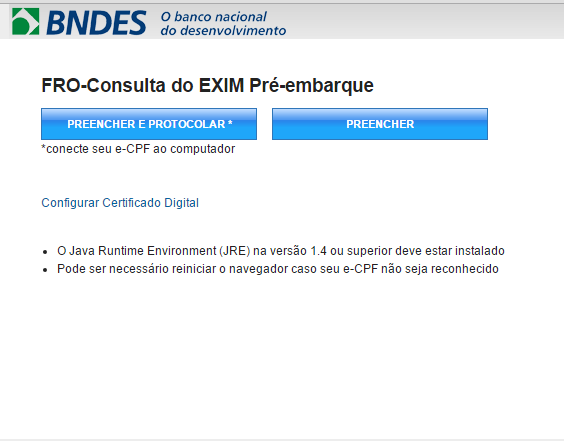 BNDES
O banco nacional
do desenvolvimento
FRO-Consulta do EXIM Pré-embarque
PREENCHER E PROTOCOLAR *
PREENCHER
*conecte seu e-CPF ao computador
Configurar Certificado Digital
• O Java Runtime Environment (JRE) na versão 1.4 ou superior deve estar instalado
• Pode ser necessário reiniciar o navegador caso seu e-CPF não seja reconhecido